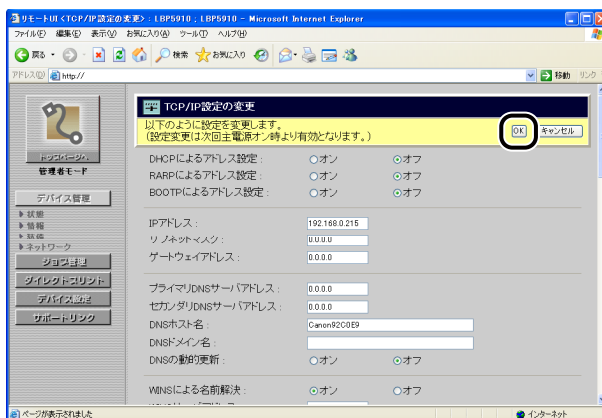 リモートUI <TCP/IP設定の変更> : LBP5910 ; LBP5910 - Microsoft Internet Explorer
ファイル(F) 編集(E) 表示(V) お気に入り(A) ツール(T) ヘルプ(H)
戻る 検索 お気に入り
アドレス(D) http:// 移動 リンク
トップページへ
管理者モード
デバイス管理
状態
情報
ネットワーク
ジョブ管理
ダイレクトプリント
デバイス設定
サポートリンク
TCP/IP設定の変更
以下のように設定を変更します。
(設定変更は次回主電源オン時より有効となります。)
OK キャンセル
DHCPによるアドレス設定 : オン オフ
RARPによるアドレス設定 : オン オフ
BOOTPによるアドレス設定 : オン オフ
IPアドレス : 192.168.0.215
サブネットマスク : 0.0.0.0
ゲートウェイアドレス : 0.0.0.0
プライマリDNSサーバアドレス : 0.0.0.0
セカンダリDNSサーバアドレス : 0.0.0.0
DNSホスト名 : Canon92C0E9
DNSドメイン名 :
DNSの動的更新 : オン オフ
WINSによる名前解決 : オン オフ
ページが表示されました インターネット